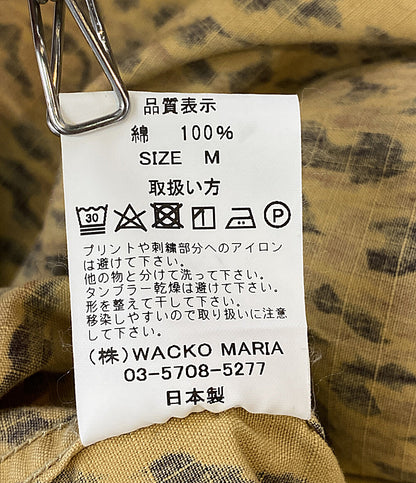 品質表示
綿 100%
SIZE M
取扱い方
30 P
プリントや刺繍部分へのアイロン
は避けて下さい。
他の物と分けて洗って下さい。
タンブラー乾燥は避けて下さい。
形を整えて干して下さい。
移染しやすいので取り扱いに注意
して下さい。
(株)WACKO MARIA
03-5708-5277
日本製